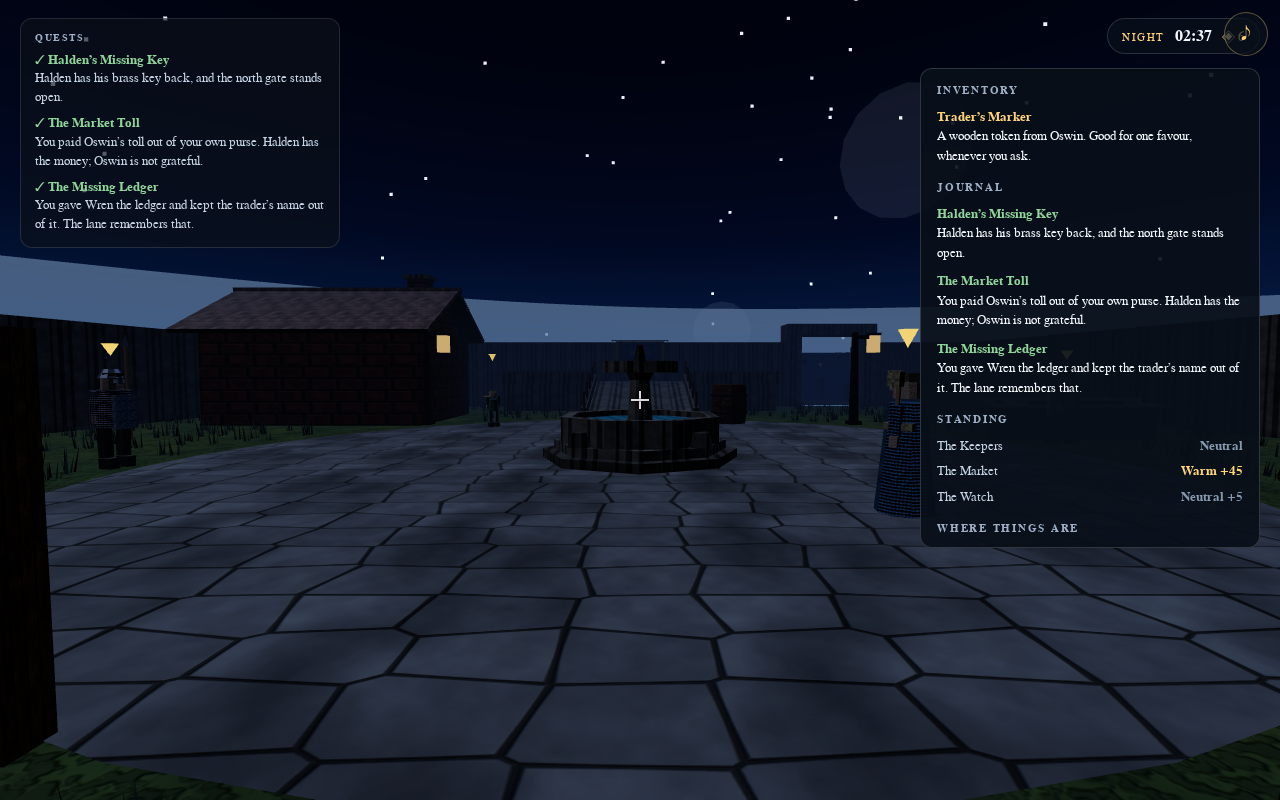 QUESTS
✓ Halden's Missing Key
Halden has his brass key back, and the north gate stands
open.
✓ The Market Toll
You paid Oswin's toll out of your own purse. Halden has
the money; Oswin is not grateful.
✓ The Missing Ledger
You gave Wren the ledger and kept the trader's name out
of it. The lane remembers that.
NIGHT 02:37
INVENTORY
Trader's Marker
A wooden token from Oswin. Good for one favour,
whenever you ask.
JOURNAL
Halden's Missing Key
Halden has his brass key back, and the north gate stands
open.
The Market Toll
You paid Oswin's toll out of your own purse. Halden has the
money; Oswin is not grateful.
The Missing Ledger
You gave Wren the ledger and kept the trader's name out of
it. The lane remembers that.
STANDING
The Keepers Neutral
The Market Warm +45
The Watch Neutral +5
WHERE THINGS ARE